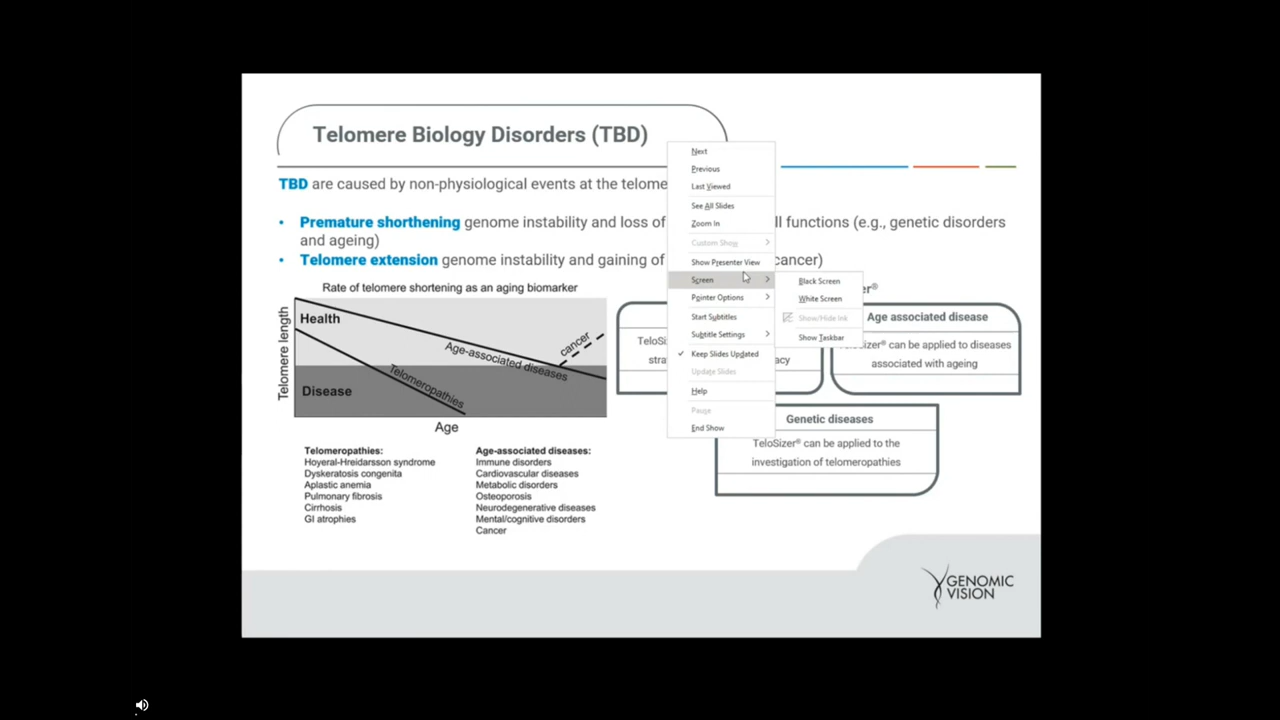 Telomere Biology Disorders (TBD)
TBD are caused by non-physiological events at the telome
• Premature shorthening genome instability and loss of ll functions (e.g., genetic disorders
and ageing)
• Telomere extension genome instability and gaining of cancer)
Rate of telomere shortening as an aging biomarker
Telomere length
Health
Disease
Age-associated diseases
cancer
Telomeropathies
Age
Telomeropathies:
Hoyeral-Hreidarsson syndrome
Dyskeratosis congenita
Aplastic anemia
Pulmonary fibrosis
Cirrhosis
GI atrophies
Age-associated diseases:
Immune disorders
Cardiovascular diseases
Metabolic disorders
Osteoporosis
Neurodegenerative diseases
Mental/cognitive disorders
Cancer
Next
Previous
Last Viewed
See All Slides
Zoom In
Custom Show
Show Presenter View
Screen
Pointer Options
Start Subtitles
Subtitle Settings
Keep Slides Updated
Update Slides
Help
Pause
End Show
Black Screen
White Screen
Show/Hide Ink
Show Taskbar
Age associated disease
can be applied to diseases
associated with ageing
Genetic diseases
TeloSizer® can be applied to the
investigation of telomeropathies
GENOMIC
VISION